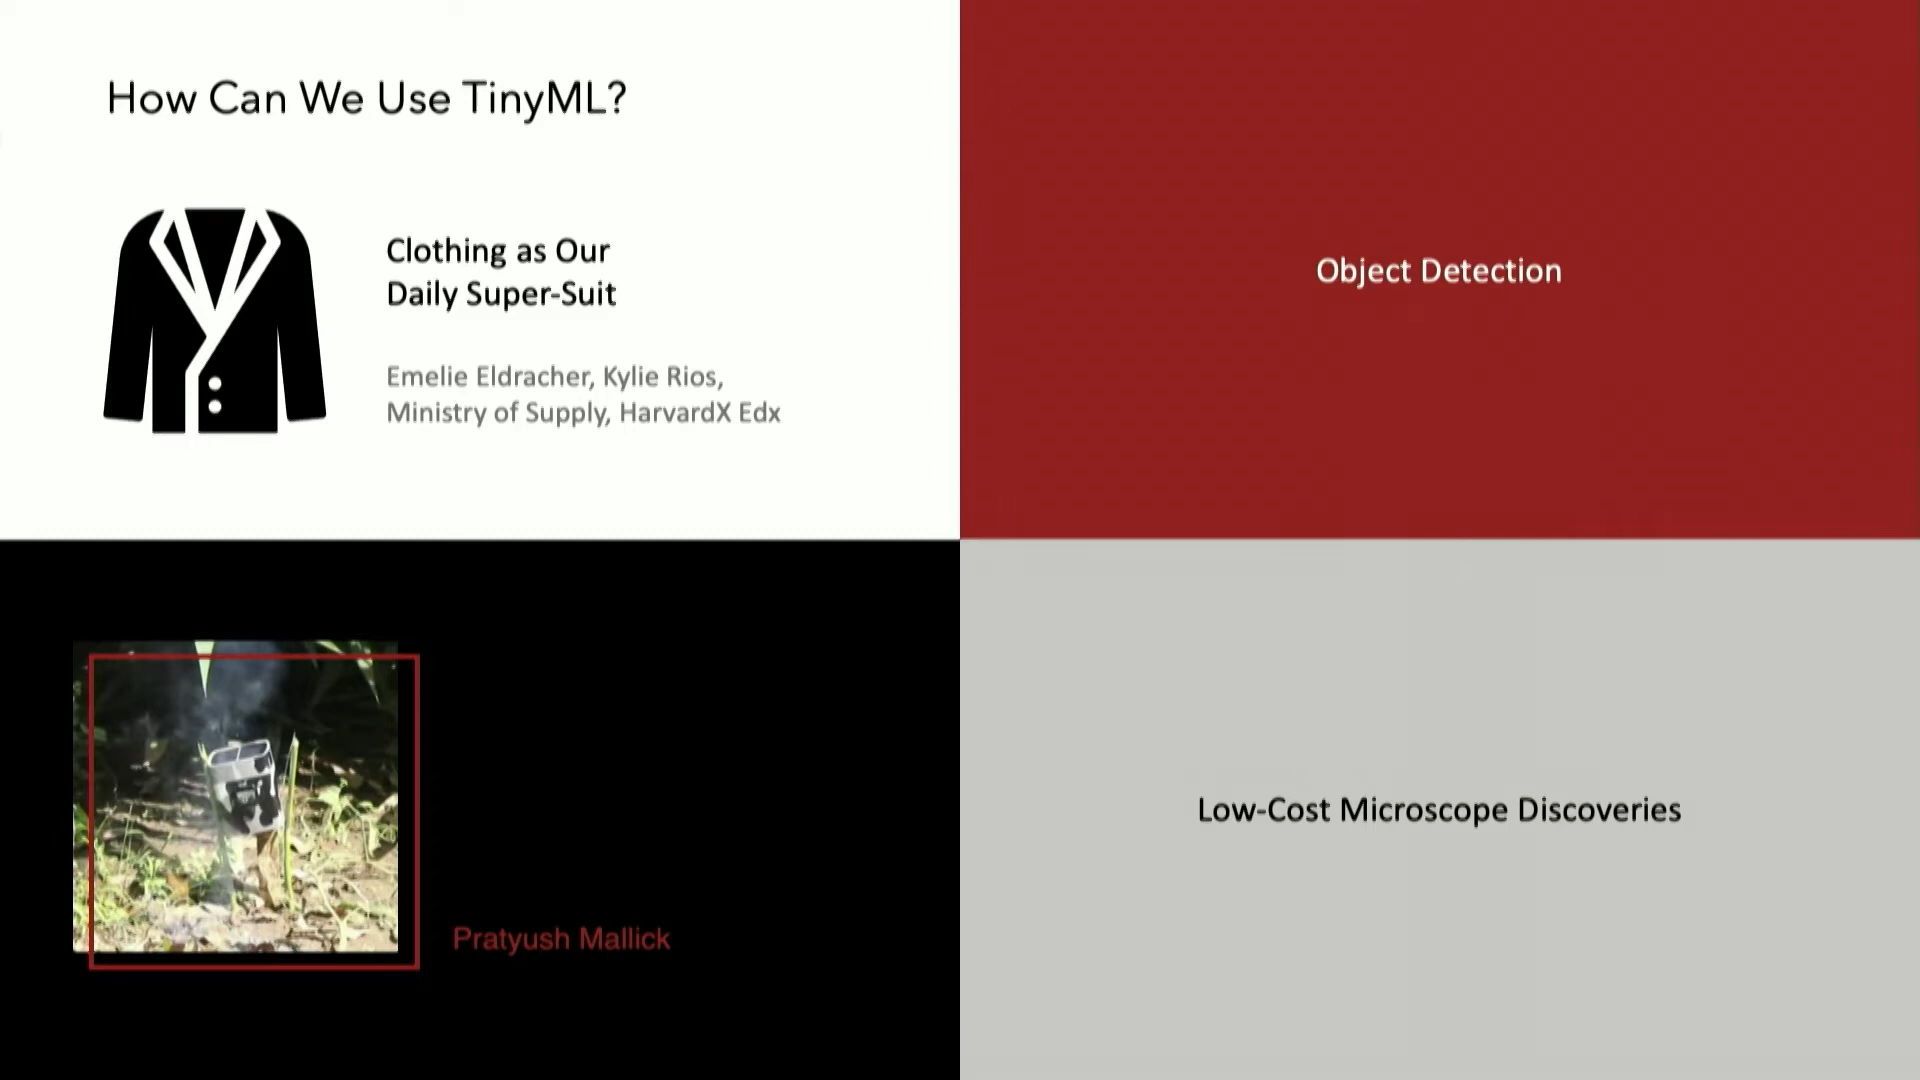 How Can We Use TinyML?
Clothing as Our
Daily Super-Suit
Emelie Eldracher, Kylie Rios,
Ministry of Supply, HarvardX Edx
Object Detection
Pratyush Mallick
Low-Cost Microscope Discoveries